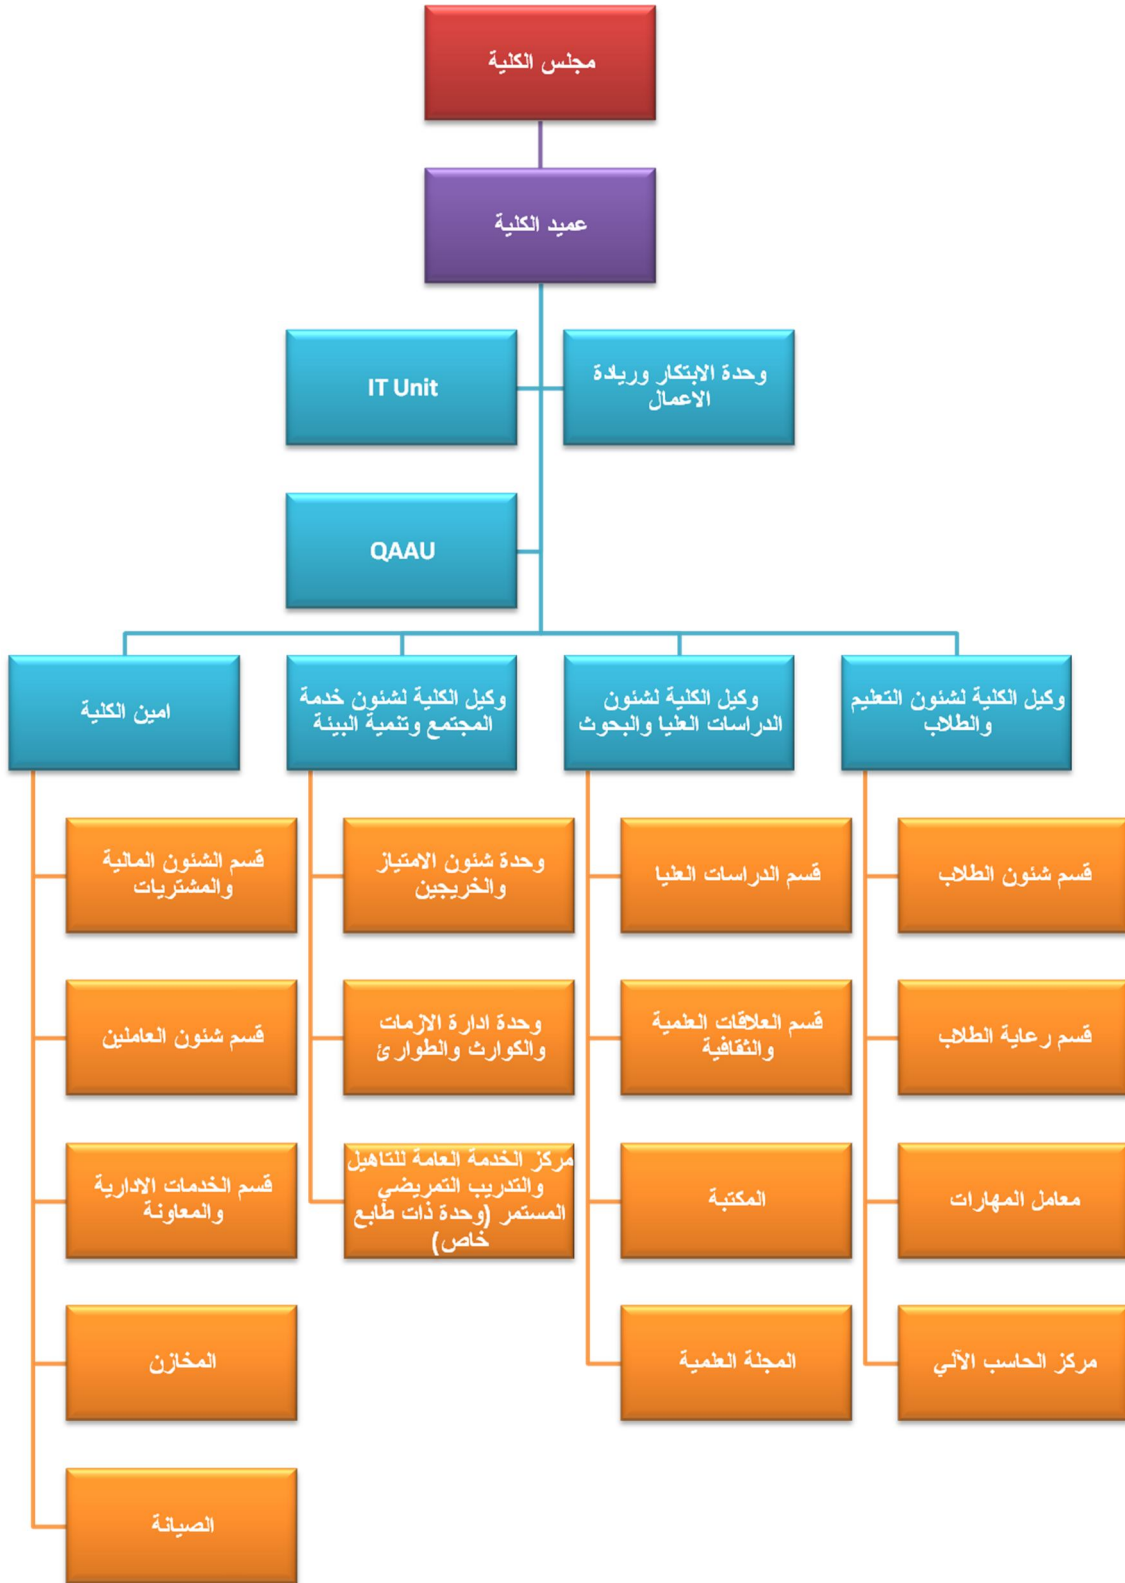 مجلس الكلية
عميد الكلية
وحدة الابتكار وريادة
الاعمال
IT Unit
QAAU
وكيل الكلية لشئون التعليم
والطلاب
وكيل الكلية لشئون
الدراسات العليا والبحوث
وكيل الكلية لشئون خدمة
المجتمع وتنمية البيئة
امين الكلية
قسم شئون الطلاب
قسم رعاية الطلاب
معامل المهارات
مركز الحاسب الآلي
قسم الدراسات العليا
قسم العلاقات العلمية
والثقافية
المكتبة
المجلة العلمية
وحدة شئون الامتياز
والخريجين
وحدة ادارة الازمات
والكوارث والطوارئ
مركز الخدمة العامة للتاهيل
والتدريب التمريضي
المستمر (وحدة ذات طابع
خاص)
قسم الشئون المالية
والمشتريات
قسم شئون العاملين
قسم الخدمات الادارية
والمعاونة
المخازن
الصيانة